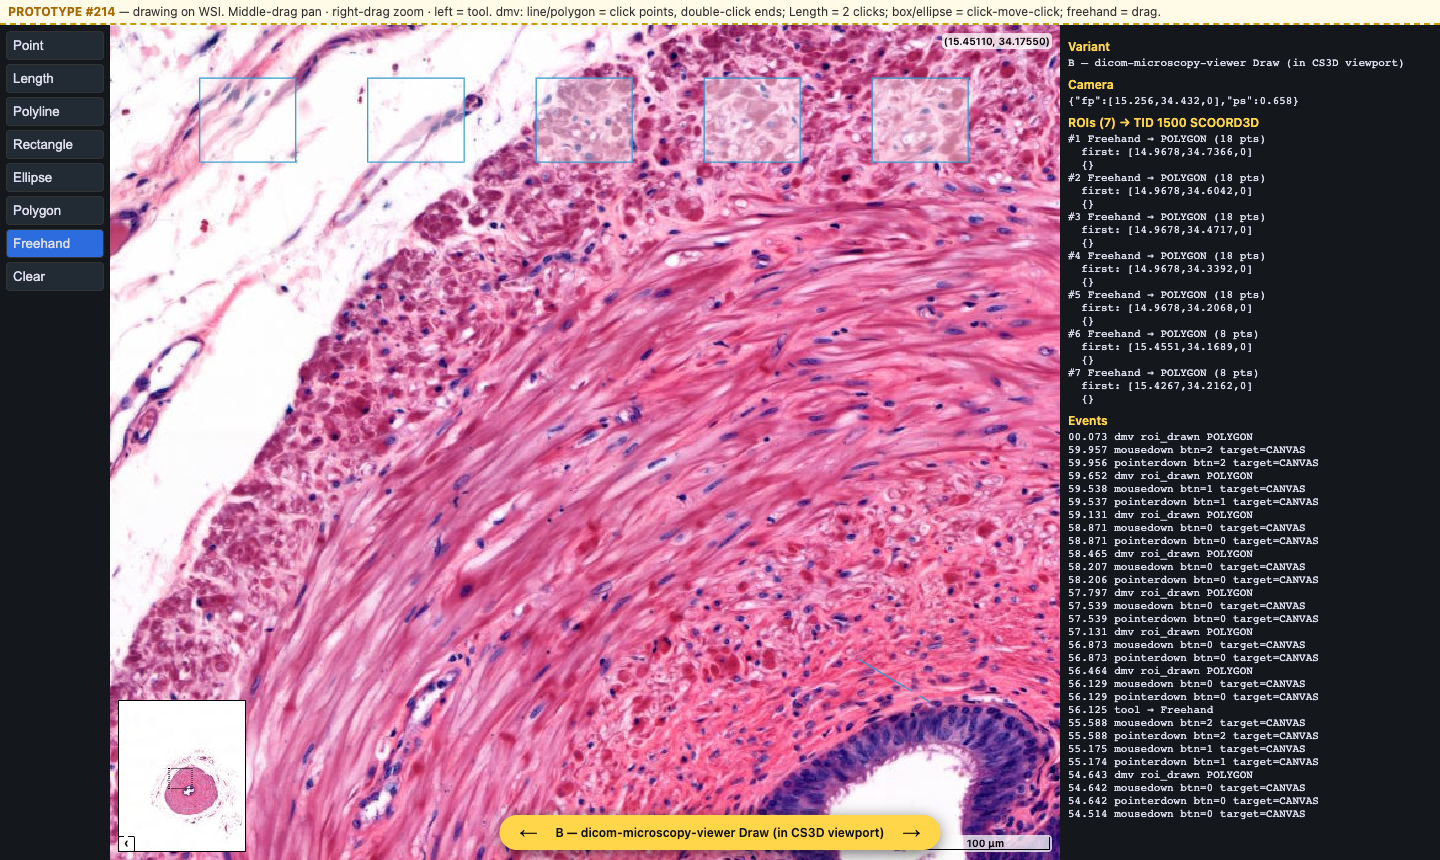 PROTOTYPE #214 — drawing on WSI. Middle-drag pan · right-drag zoom · left = tool. dmv: line/polygon = click points, double-click ends; Length = 2 clicks; box/ellipse = click-move-click; freehand = drag.
Point
Length
Polyline
Rectangle
Ellipse
Polygon
Freehand
Clear
(15.45110, 34.17550)
‹
← B — dicom-microscopy-viewer Draw (in CS3D viewport) →
100 µm
Variant
B — dicom-microscopy-viewer Draw (in CS3D viewport)
Camera
{"fp":[15.256,34.432,0],"ps":0.658}
ROIs (7) → TID 1500 SCOORD3D
#1 Freehand → POLYGON (18 pts)
first: [14.9678,34.7366,0]
{}
#2 Freehand → POLYGON (18 pts)
first: [14.9678,34.6042,0]
{}
#3 Freehand → POLYGON (18 pts)
first: [14.9678,34.4717,0]
{}
#4 Freehand → POLYGON (18 pts)
first: [14.9678,34.3392,0]
{}
#5 Freehand → POLYGON (18 pts)
first: [14.9678,34.2068,0]
{}
#6 Freehand → POLYGON (8 pts)
first: [15.4551,34.1689,0]
{}
#7 Freehand → POLYGON (8 pts)
first: [15.4267,34.2162,0]
{}
Events
00.073 dmv roi_drawn POLYGON
59.957 mousedown btn=2 target=CANVAS
59.956 pointerdown btn=2 target=CANVAS
59.652 dmv roi_drawn POLYGON
59.538 mousedown btn=1 target=CANVAS
59.537 pointerdown btn=1 target=CANVAS
59.131 dmv roi_drawn POLYGON
58.871 mousedown btn=0 target=CANVAS
58.871 pointerdown btn=0 target=CANVAS
58.465 dmv roi_drawn POLYGON
58.207 mousedown btn=0 target=CANVAS
58.206 pointerdown btn=0 target=CANVAS
57.797 dmv roi_drawn POLYGON
57.539 mousedown btn=0 target=CANVAS
57.539 pointerdown btn=0 target=CANVAS
57.131 dmv roi_drawn POLYGON
56.873 mousedown btn=0 target=CANVAS
56.873 pointerdown btn=0 target=CANVAS
56.464 dmv roi_drawn POLYGON
56.129 mousedown btn=0 target=CANVAS
56.129 pointerdown btn=0 target=CANVAS
56.125 tool → Freehand
55.588 mousedown btn=2 target=CANVAS
55.588 pointerdown btn=2 target=CANVAS
55.175 mousedown btn=1 target=CANVAS
55.174 pointerdown btn=1 target=CANVAS
54.643 dmv roi_drawn POLYGON
54.642 mousedown btn=0 target=CANVAS
54.642 pointerdown btn=0 target=CANVAS
54.514 mousedown btn=0 target=CANVAS